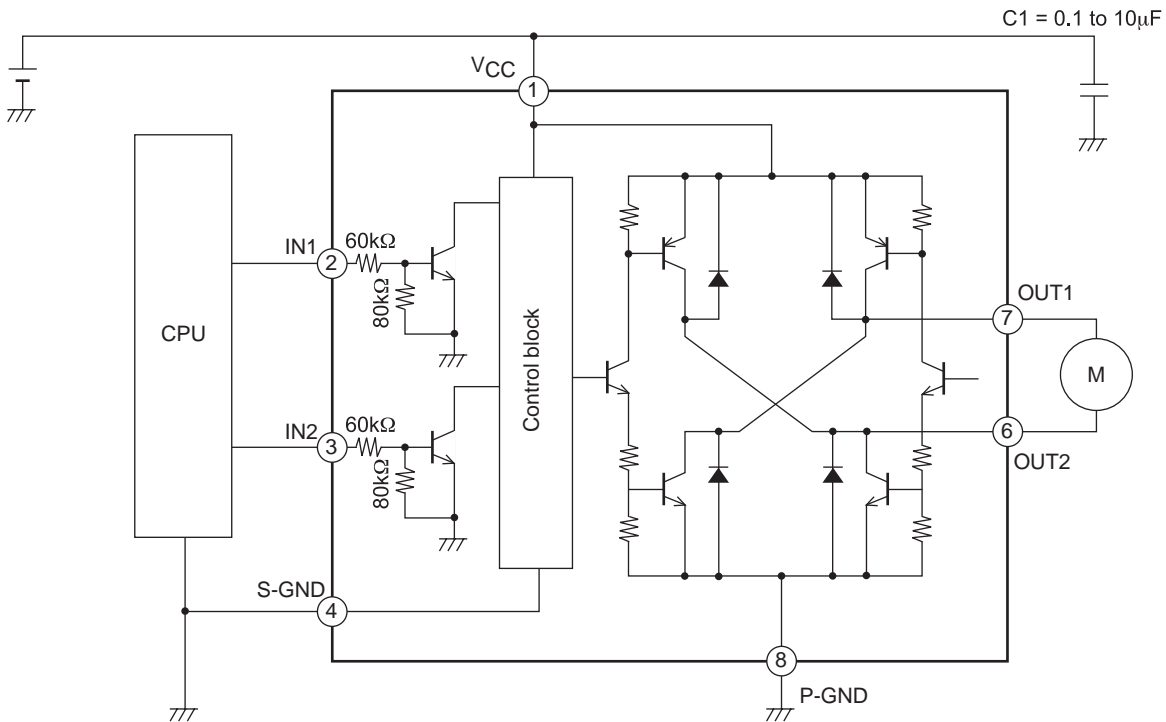 C1 = 0.1 to 10μF
VCC
1
IN1
2
60kΩ
80kΩ
CPU
Control block
OUT1
7
M
IN2
3
60kΩ
80kΩ
6
OUT2
S-GND
4
8
P-GND